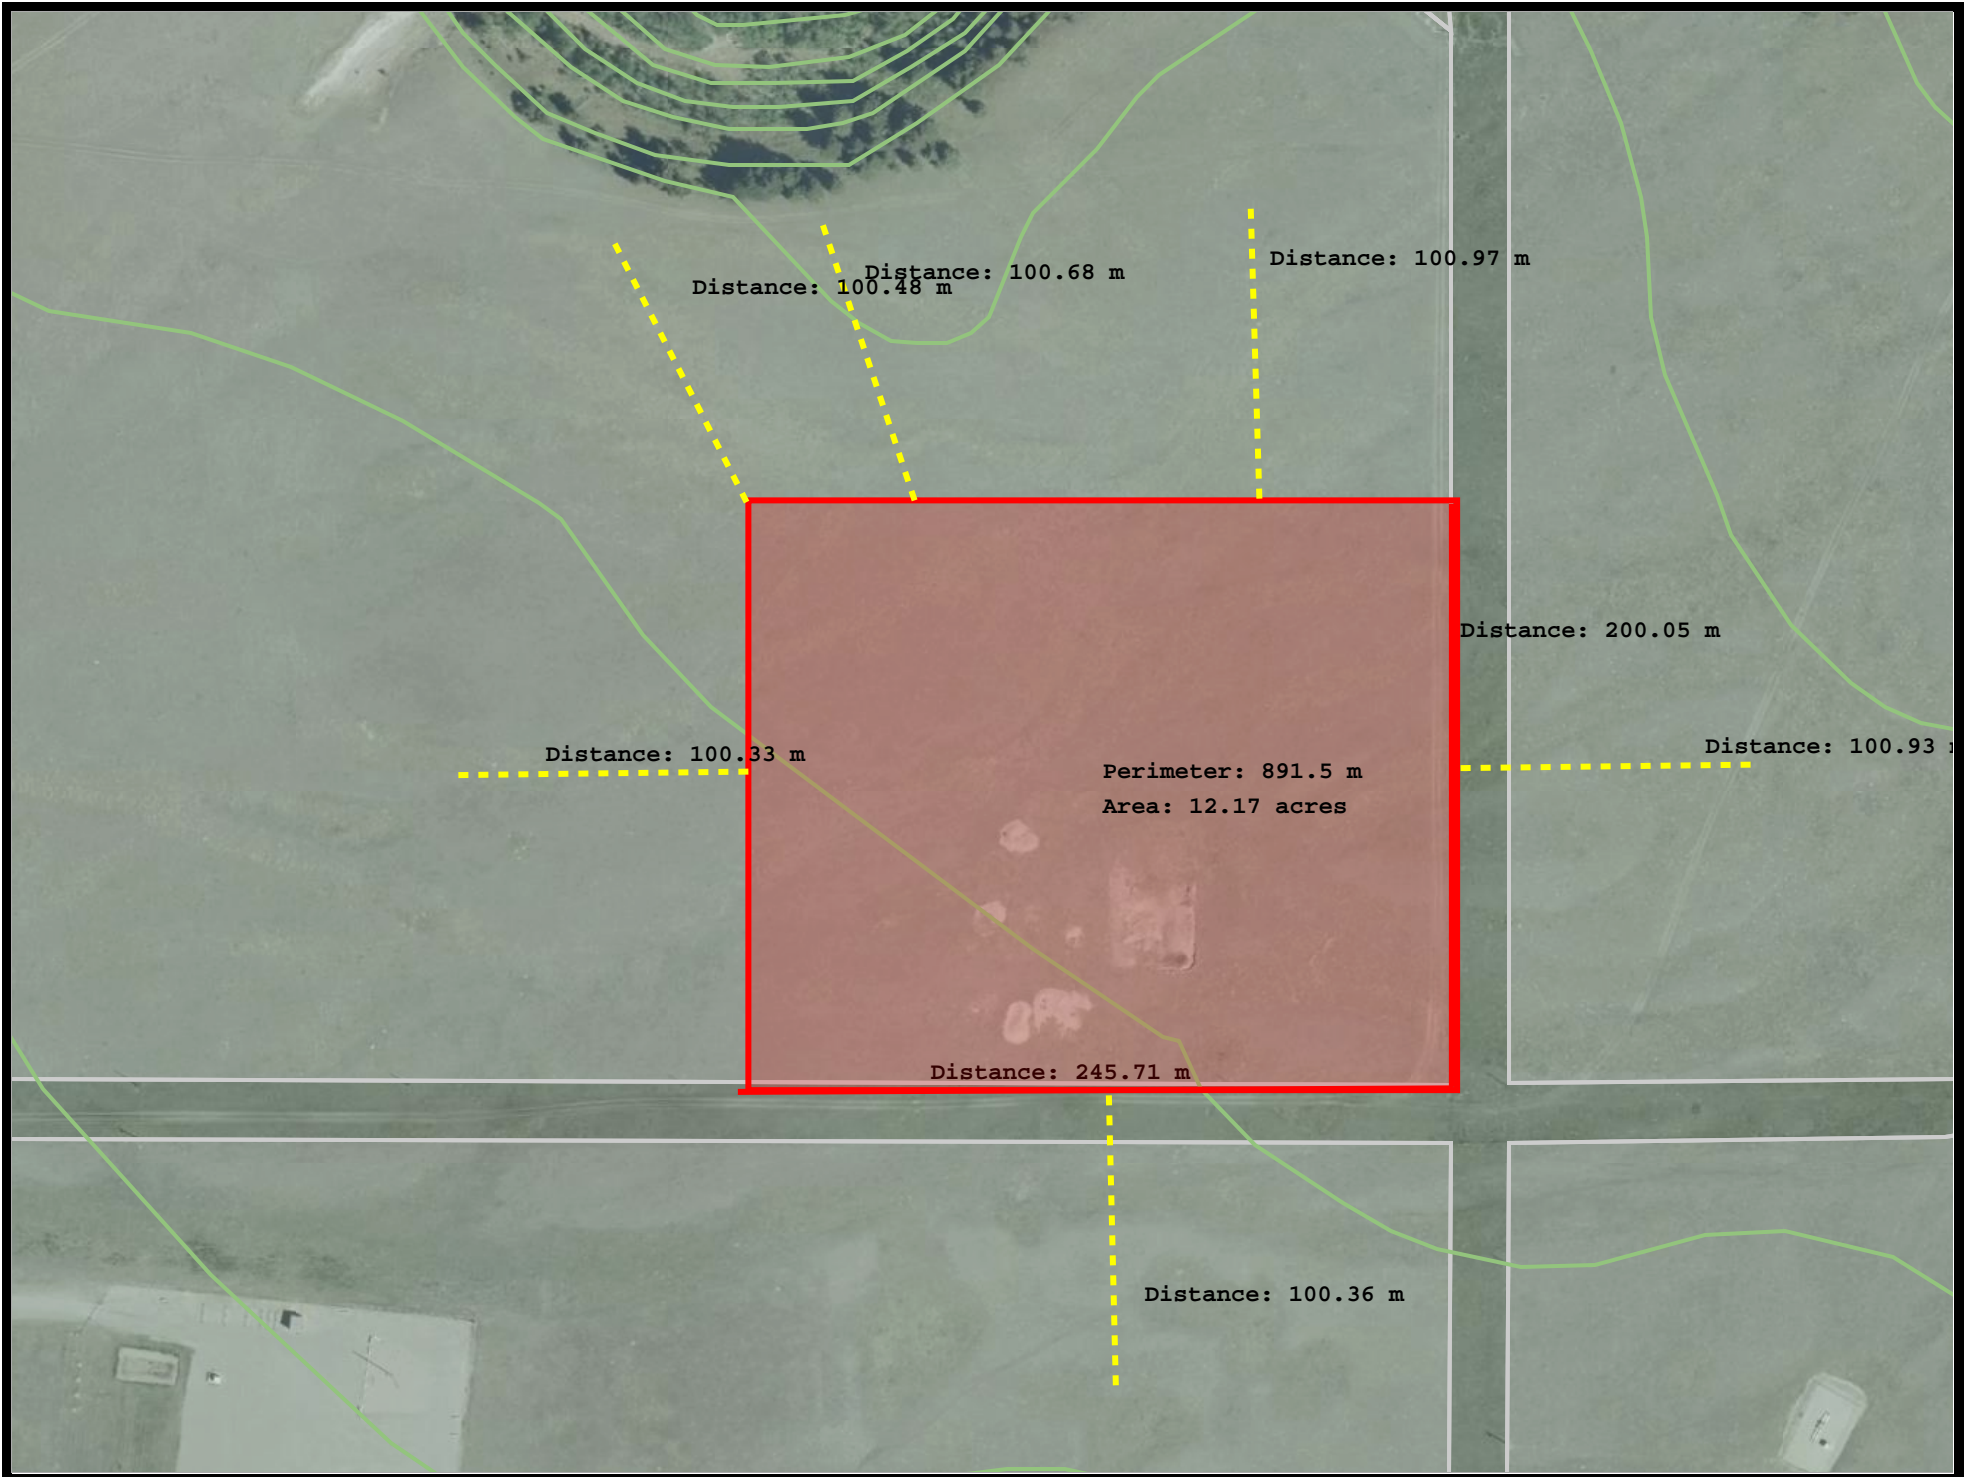 Distance: 100.97 m
Distance: 100.68 m
Distance: 100.48 m
Distance: 200.05 m
Distance: 100.93
Distance: 100.33 m
Perimeter: 891.5 m
Area: 12.17 acres
Distance: 245.71 m
Distance: 100.36 m